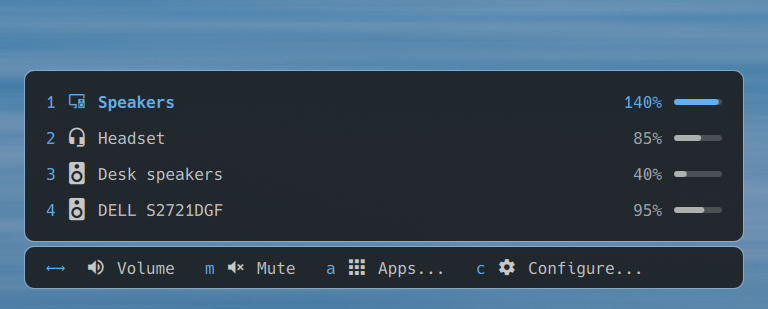 1 Speakers 140%
2 Headset 85%
3 Desk speakers 40%
4 DELL S2721DGF 95%
↔ Volume m Mute a Apps... c Configure...